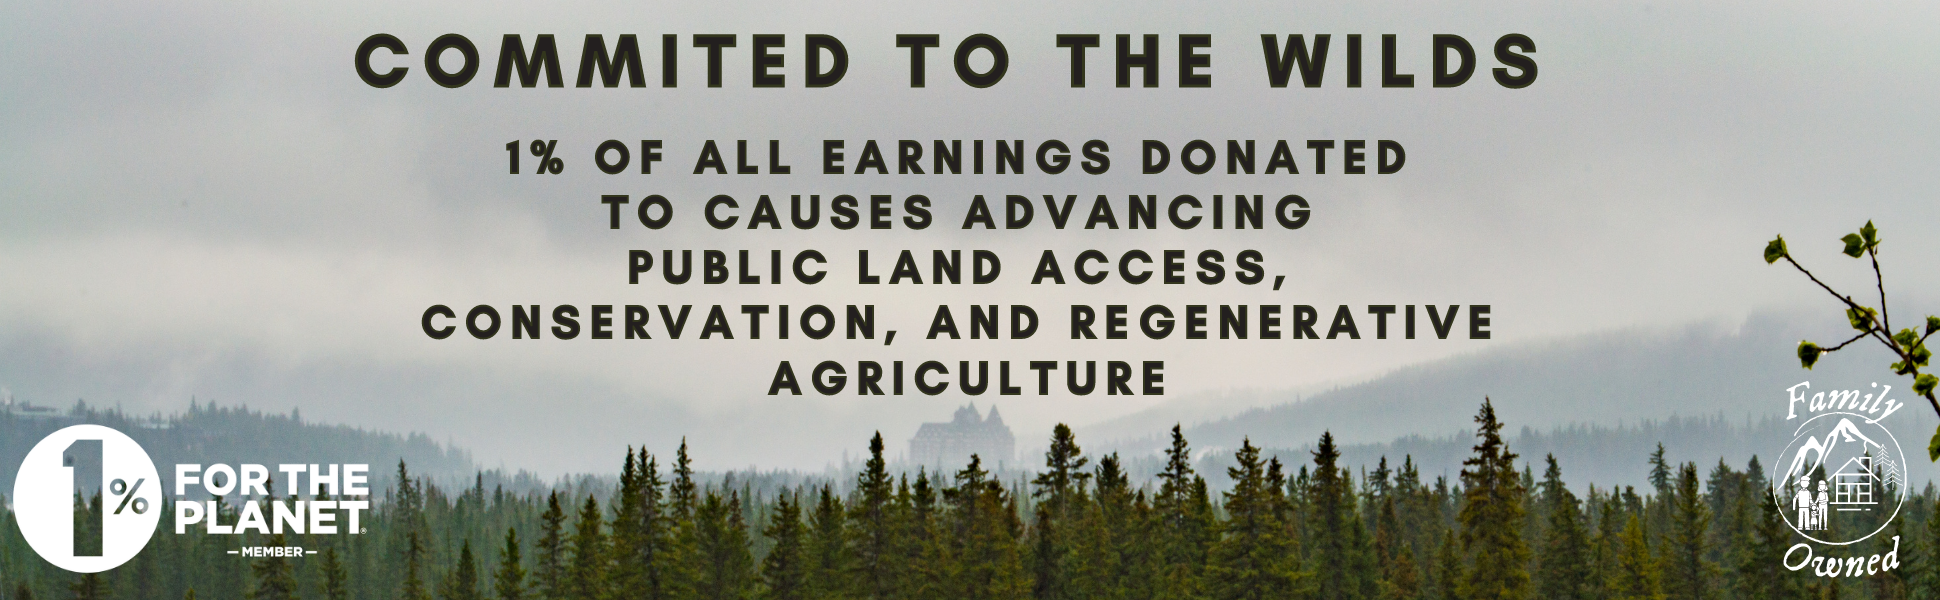 COMMITED TO THE WILDS
1% OF ALL EARNINGS DONATED
TO CAUSES ADVANCING
PUBLIC LAND ACCESS,
CONSERVATION, AND REGENERATIVE
AGRICULTURE
1%
FOR THE
PLANET®
– MEMBER –
Family
Owned